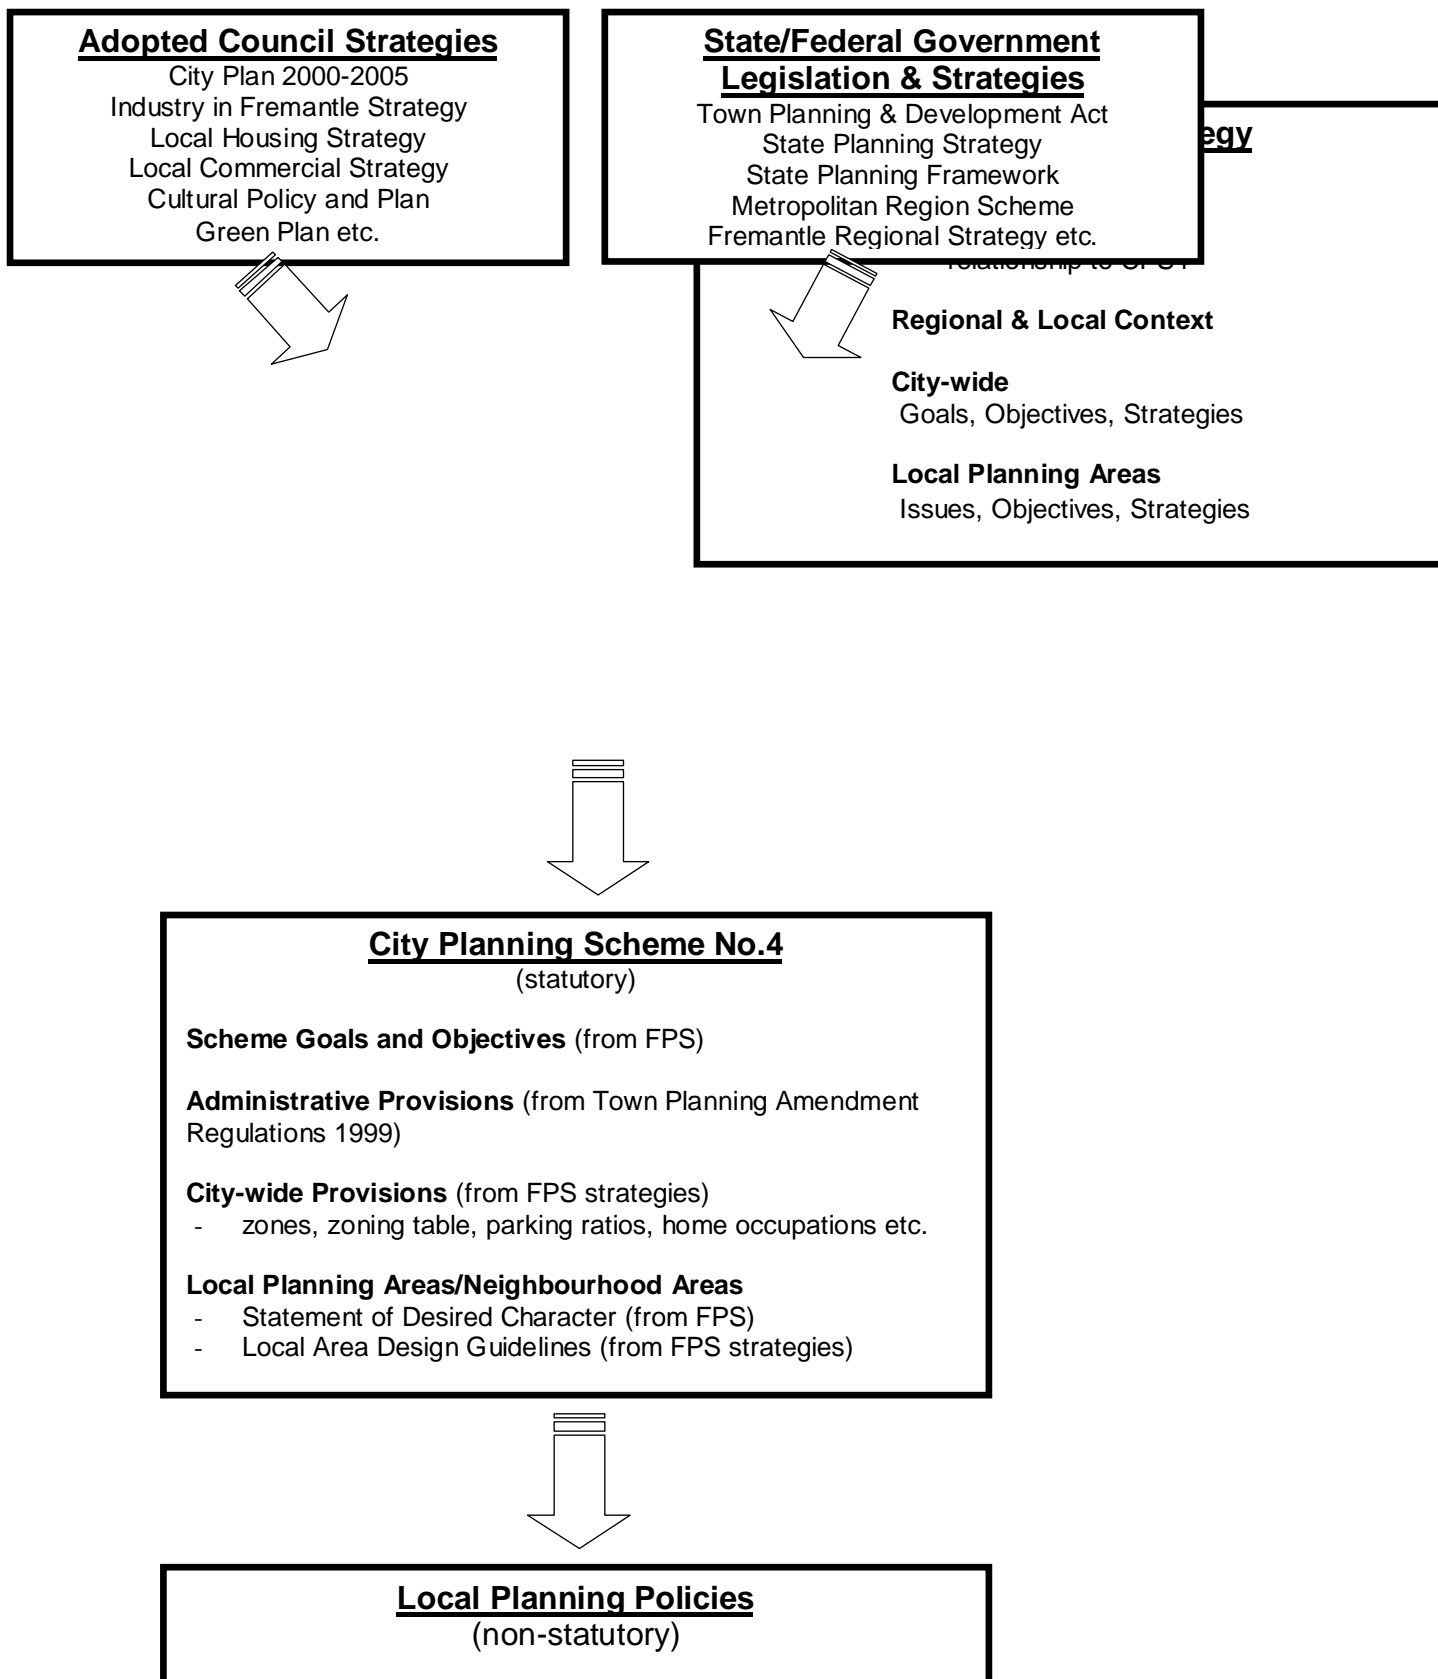 Adopted Council Strategies
City Plan 2000-2005
Industry in Fremantle Strategy
Local Housing Strategy
Local Commercial Strategy
Cultural Policy and Plan
Green Plan etc.
State/Federal Government
Legislation & Strategies
Town Planning & Development Act
State Planning Strategy
State Planning Framework
Metropolitan Region Scheme
Fremantle Regional Strategy etc.
egy
Regional & Local Context
City-wide
Goals, Objectives, Strategies
Local Planning Areas
Issues, Objectives, Strategies
City Planning Scheme No.4
(statutory)
Scheme Goals and Objectives (from FPS)
Administrative Provisions (from Town Planning Amendment
Regulations 1999)
City-wide Provisions (from FPS strategies)
- zones, zoning table, parking ratios, home occupations etc.
Local Planning Areas/Neighbourhood Areas
- Statement of Desired Character (from FPS)
- Local Area Design Guidelines (from FPS strategies)
Local Planning Policies
(non-statutory)